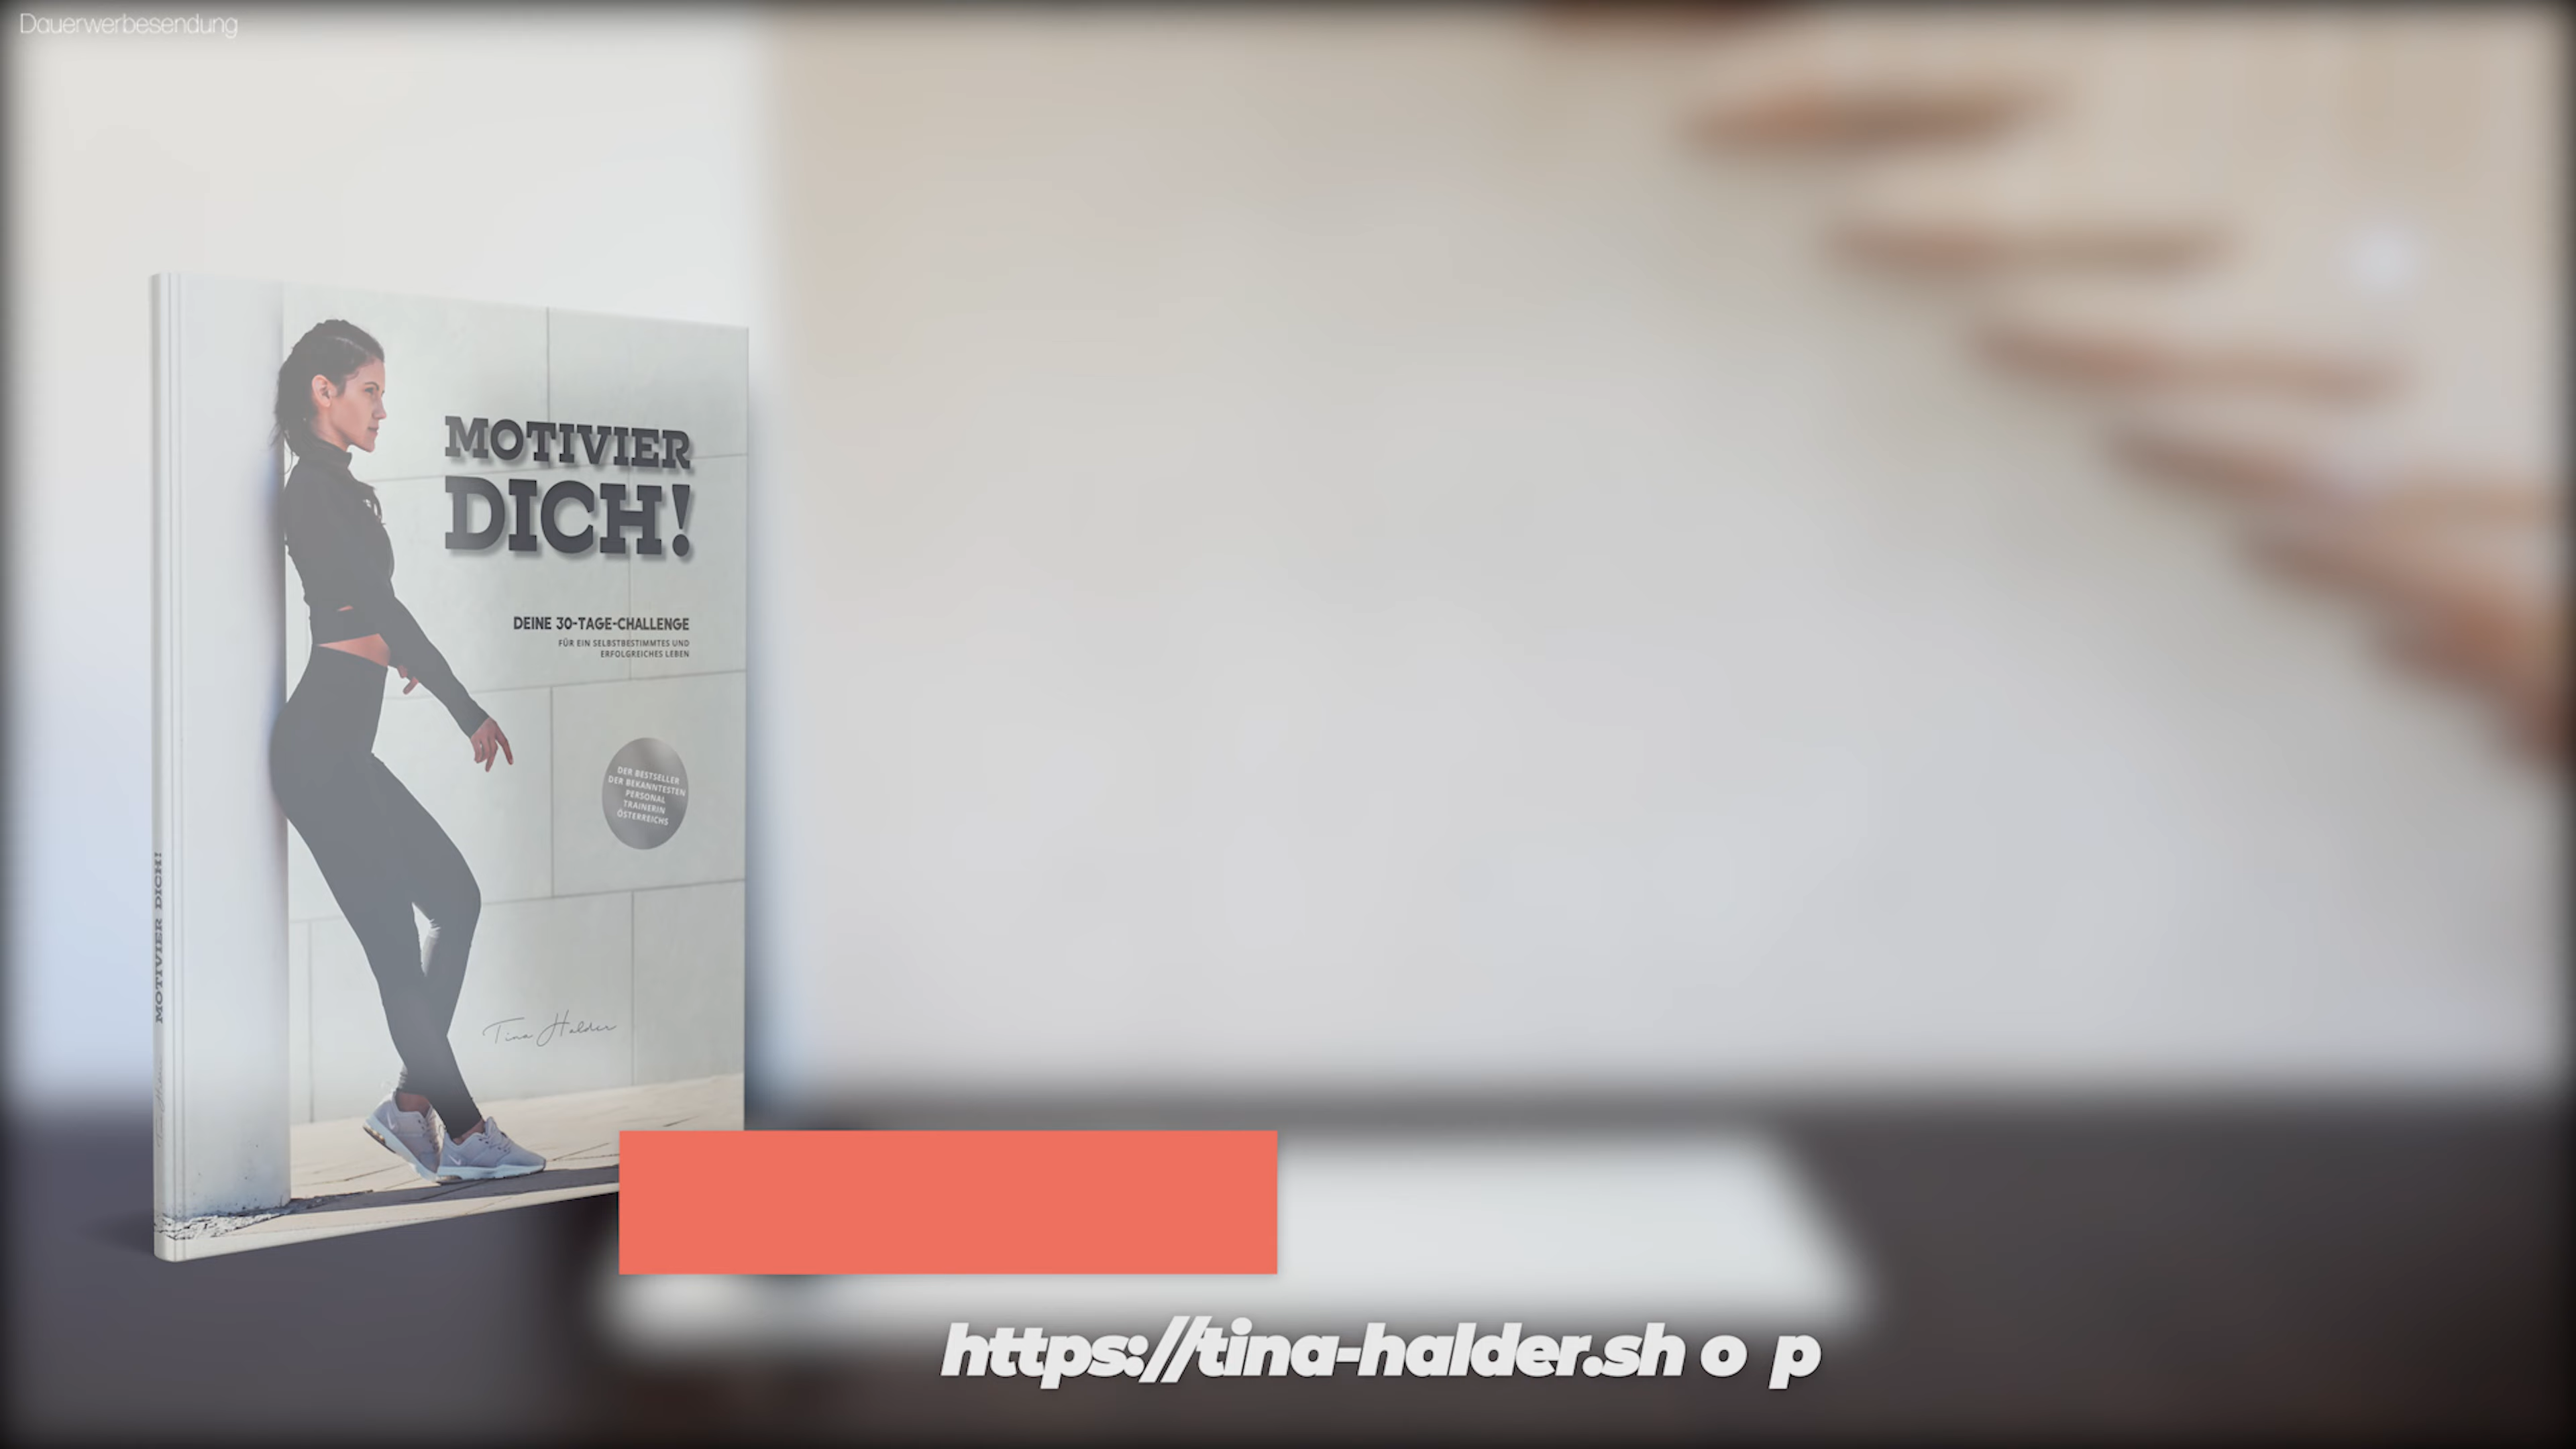 Dauerwerbesendung
MOTIVIER
DICH!
DEINE 30-TAGE-CHALLENGE
FÜR EIN SELBSTBESTIMMTES UND
ERFOLGREICHES LEBEN
DER BESTSELLER
DER BEKANNTESTEN
PERSONAL
TRAINERIN
ÖSTERREICHS
Tina Halder
MOTIVIER DICH!
https://tina-halder.sh o p